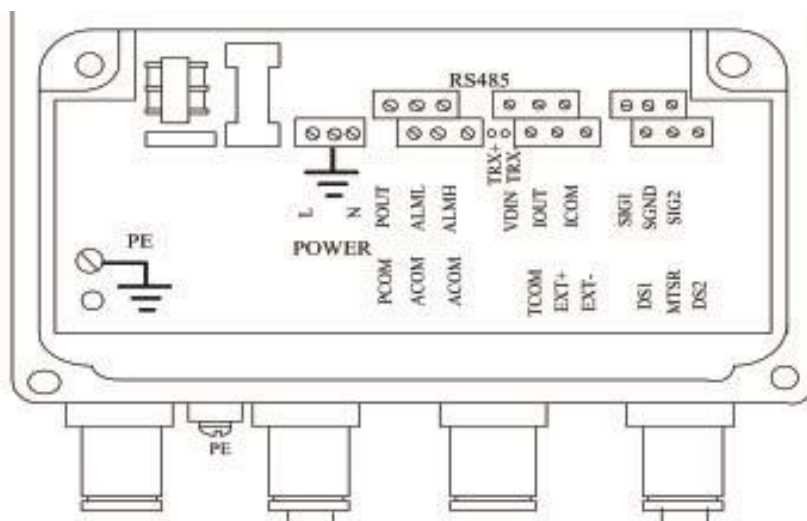 RS485
TRX+
TRX
L
N
POUT
ALML
ALMH
VDIN
IOUT
ICOM
SIG1
SGND
SIG2
PE
POWER
PCOM
ACOM
ACOM
TCOM
EXT+
EXT-
DS1
MTSR
DS2
PE